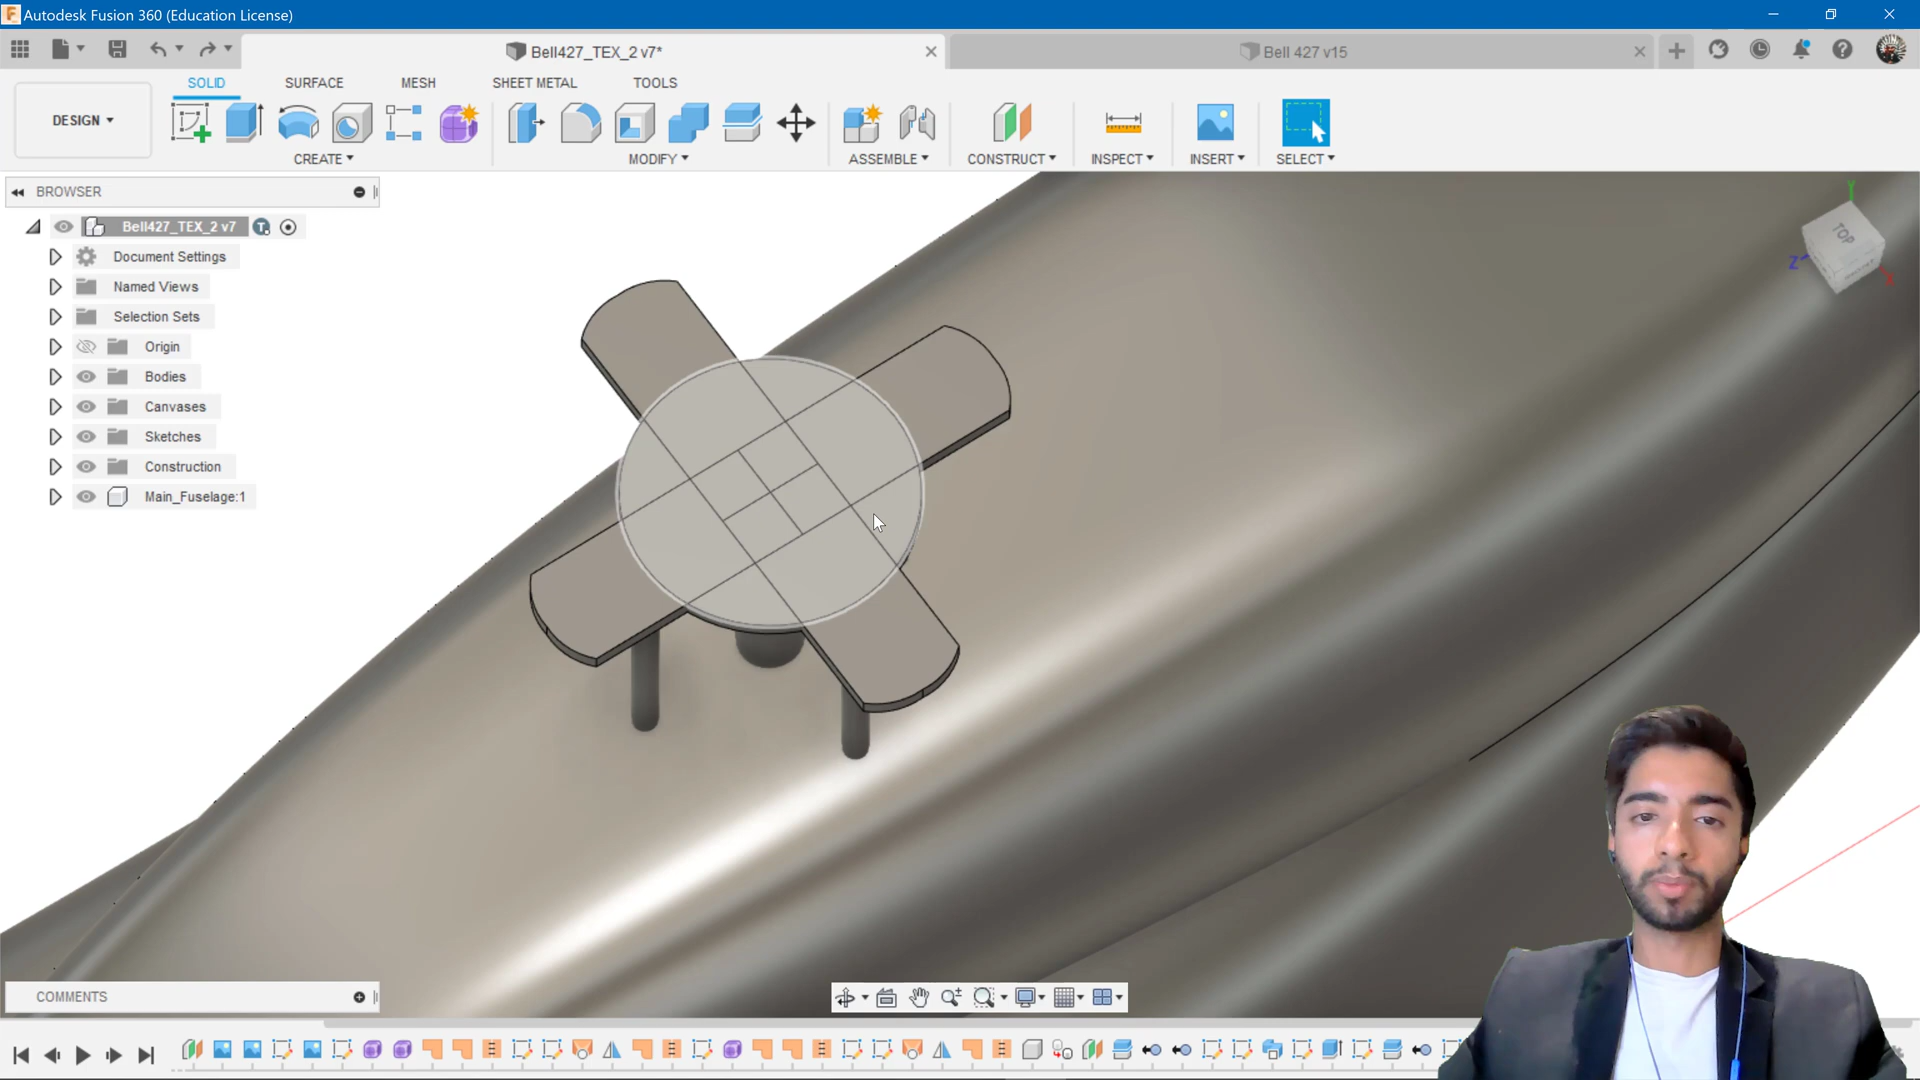 Autodesk Fusion 360 (Education License)
Bell427_TEX_2 v7*
Bell 427 v15
SOLID SURFACE MESH SHEET METAL TOOLS
DESIGN
CREATE MODIFY ASSEMBLE CONSTRUCT INSPECT INSERT SELECT
BROWSER
Bell427_TEX_2 v7
Document Settings
Named Views
Selection Sets
Origin
Bodies
Canvases
Sketches
Construction
Main_Fuselage:1
Y
TOP
Z
X
COMMENTS